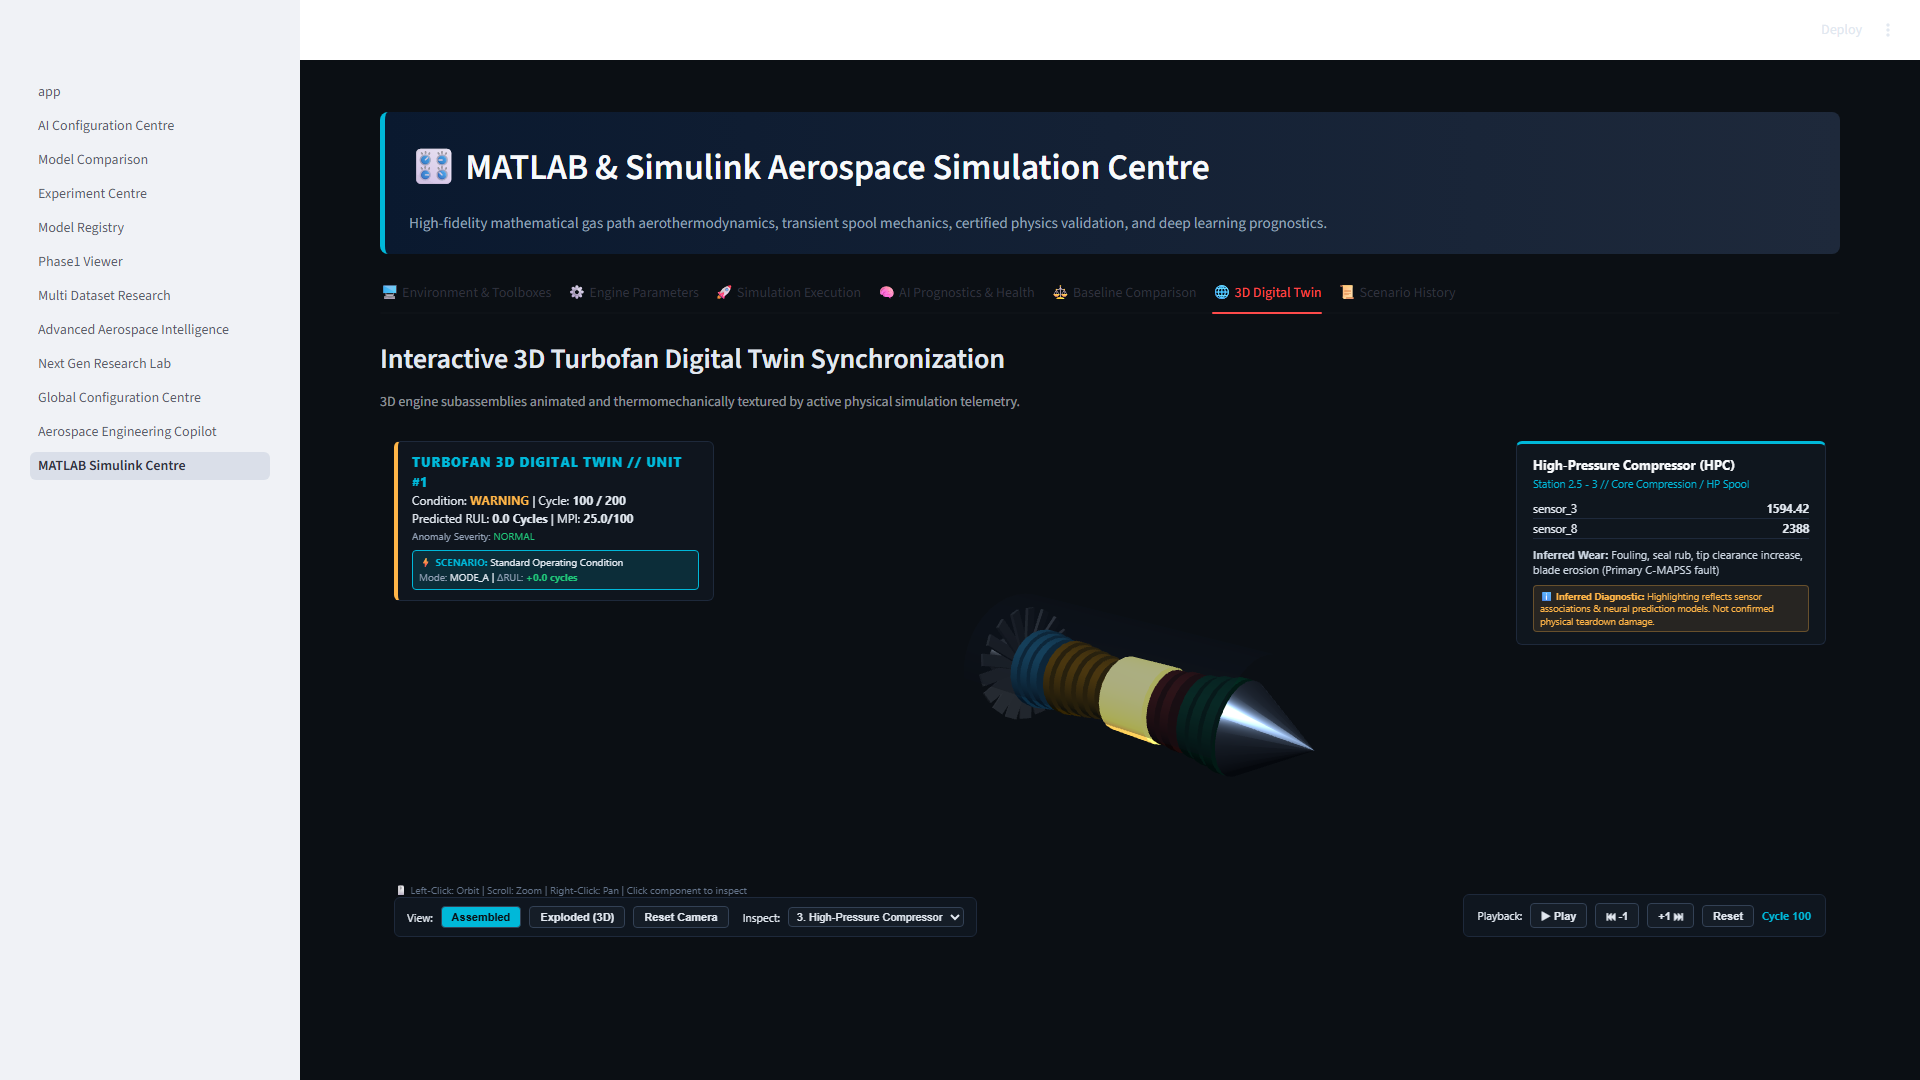 Deploy
app
AI Configuration Centre
Model Comparison
Experiment Centre
Model Registry
Phase1 Viewer
Multi Dataset Research
Advanced Aerospace Intelligence
Next Gen Research Lab
Global Configuration Centre
Aerospace Engineering Copilot
MATLAB Simulink Centre
MATLAB & Simulink Aerospace Simulation Centre
High-fidelity mathematical gas path aerothermodynamics, transient spool mechanics, certified physics validation, and deep learning prognostics.
Environment & Toolboxes
Engine Parameters
Simulation Execution
AI Prognostics & Health
Baseline Comparison
3D Digital Twin
Scenario History
Interactive 3D Turbofan Digital Twin Synchronization
3D engine subassemblies animated and thermomechanically textured by active physical simulation telemetry.
TURBOFAN 3D DIGITAL TWIN // UNIT
#1
Condition: WARNING | Cycle: 100 / 200
Predicted RUL: 0.0 Cycles | MPI: 25.0/100
Anomaly Severity: NORMAL
SCENARIO: Standard Operating Condition
Mode: MODE_A | ΔRUL: +0.0 cycles
High-Pressure Compressor (HPC)
Station 2.5 - 3 // Core Compression / HP Spool
sensor_3 1594.42
sensor_8 2388
Inferred Wear: Fouling, seal rub, tip clearance increase,
blade erosion (Primary C-MAPSS fault)
Inferred Diagnostic: Highlighting reflects sensor
associations & neural prediction models. Not confirmed
physical teardown damage.
Left-Click: Orbit | Scroll: Zoom | Right-Click: Pan | Click component to inspect
View: Assembled Exploded (3D) Reset Camera Inspect: 3. High-Pressure Compressor
Playback: ▶ Play ⏮ -1 +1 ⏭ Reset Cycle 100